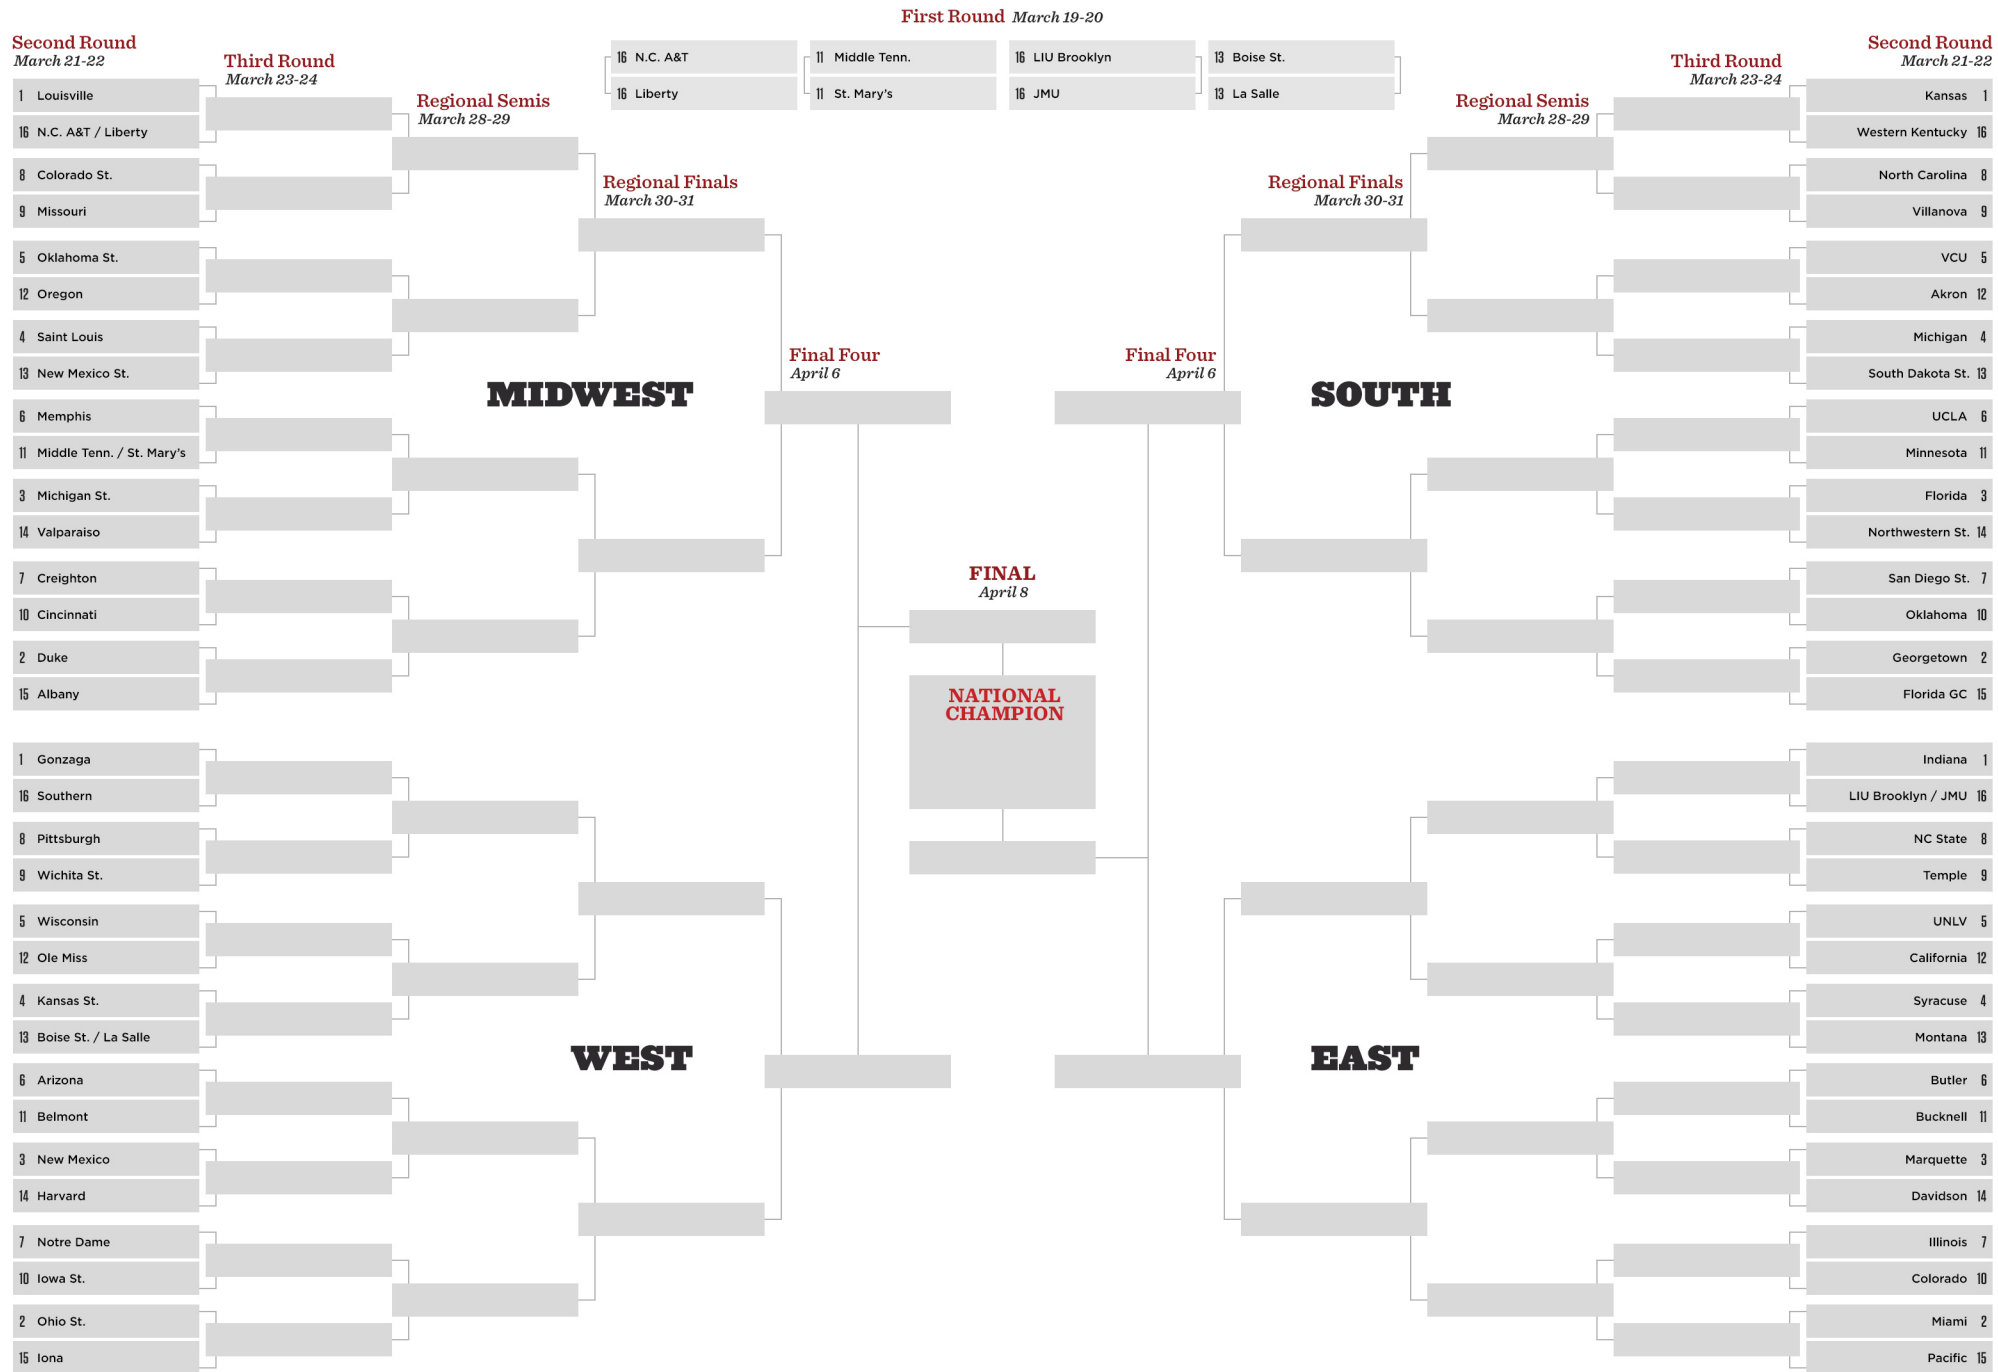 First Round March 19-20
16 N.C. A&T
16 Liberty
11 Middle Tenn.
11 St. Mary's
16 LIU Brooklyn
16 JMU
13 Boise St.
13 La Salle
Second Round
March 21-22
Third Round
March 23-24
Regional Semis
March 28-29
Regional Finals
March 30-31
Final Four
April 6
MIDWEST
1 Louisville
16 N.C. A&T / Liberty
8 Colorado St.
9 Missouri
5 Oklahoma St.
12 Oregon
4 Saint Louis
13 New Mexico St.
6 Memphis
11 Middle Tenn. / St. Mary's
3 Michigan St.
14 Valparaiso
7 Creighton
10 Cincinnati
2 Duke
15 Albany
WEST
1 Gonzaga
16 Southern
8 Pittsburgh
9 Wichita St.
5 Wisconsin
12 Ole Miss
4 Kansas St.
13 Boise St. / La Salle
6 Arizona
11 Belmont
3 New Mexico
14 Harvard
7 Notre Dame
10 Iowa St.
2 Ohio St.
15 Iona
FINAL
April 8
NATIONAL
CHAMPION
Second Round
March 21-22
Third Round
March 23-24
Regional Semis
March 28-29
Regional Finals
March 30-31
Final Four
April 6
SOUTH
Kansas 1
Western Kentucky 16
North Carolina 8
Villanova 9
VCU 5
Akron 12
Michigan 4
South Dakota St. 13
UCLA 6
Minnesota 11
Florida 3
Northwestern St. 14
San Diego St. 7
Oklahoma 10
Georgetown 2
Florida GC 15
EAST
Indiana 1
LIU Brooklyn / JMU 16
NC State 8
Temple 9
UNLV 5
California 12
Syracuse 4
Montana 13
Butler 6
Bucknell 11
Marquette 3
Davidson 14
Illinois 7
Colorado 10
Miami 2
Pacific 15